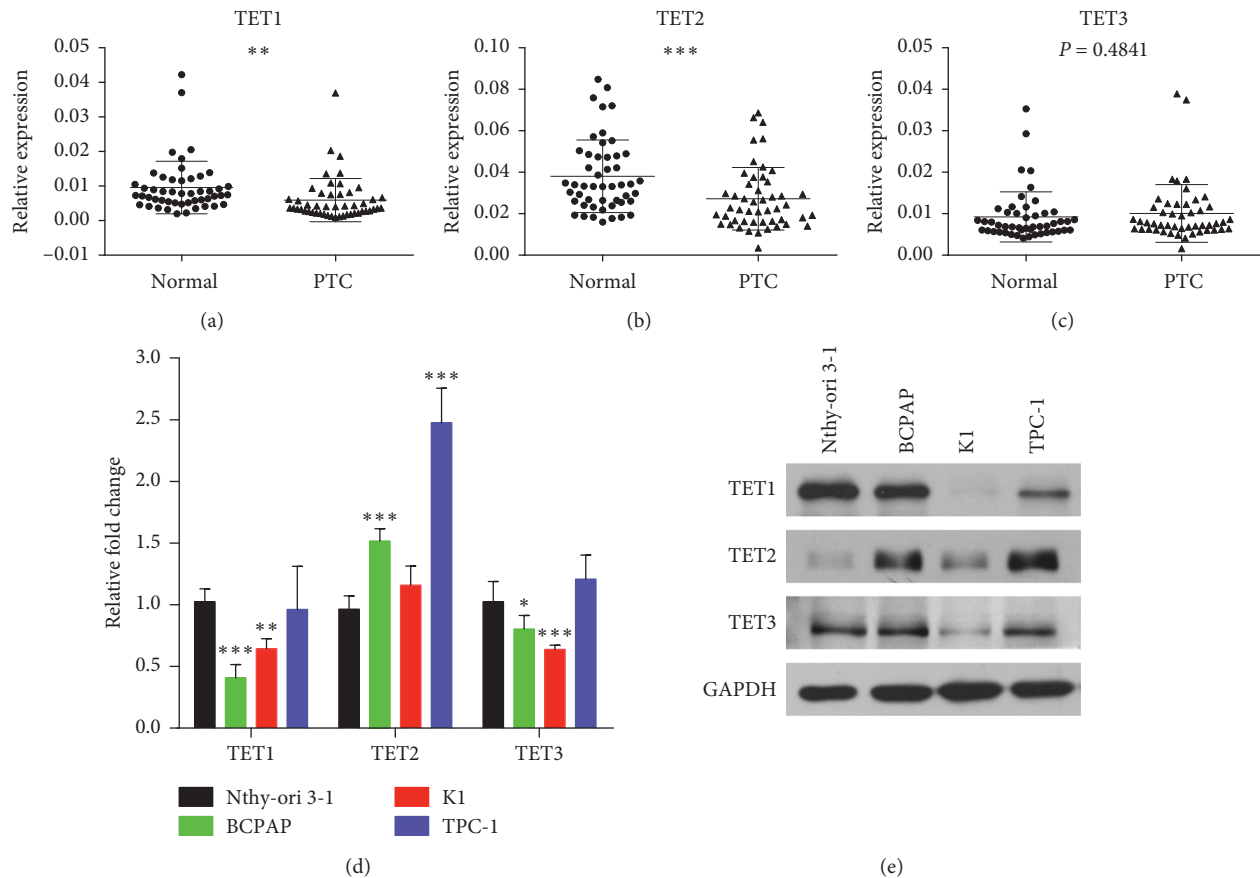 TET1
**
Relative expression
0.05
0.04
0.03
0.02
0.01
0.00
−0.01
Normal
PTC
(a)
TET2
***
Relative expression
0.10
0.08
0.06
0.04
0.02
0.00
Normal
PTC
(b)
TET3
P = 0.4841
Relative expression
0.05
0.04
0.03
0.02
0.01
0.00
Normal
PTC
(c)
Relative fold change
3.0
2.5
2.0
1.5
1.0
0.5
0.0
***
**
***
***
*
***
TET1
TET2
TET3
Nthy-ori 3-1
K1
BCPAP
TPC-1
(d)
Nthy-ori 3-1
BCPAP
K1
TPC-1
TET1
TET2
TET3
GAPDH
(e)